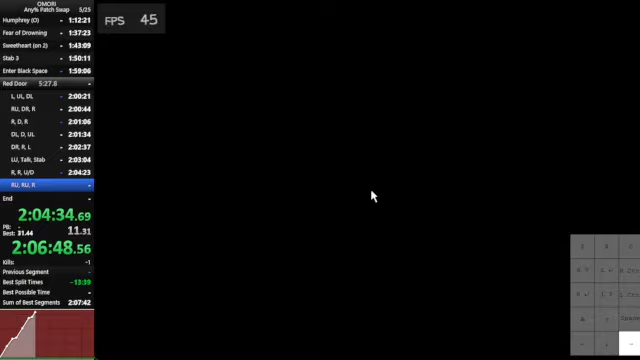 OMORI
Any% Patch Swap 5/25
Humphrey (O) - 1:12:21
Fear of Drowning - 1:37:23
Sweetheart (on 2) - 1:43:09
Stab 3 - 1:50:11
Enter Black Space - 1:59:06
Red Door 5:27.8 -
L, UL, DL - 2:00:21
RU, DR, R - 2:00:44
R, D, R - 2:01:06
DL, D, UL - 2:01:34
DR, R, L - 2:02:37
LU, Talk, Stab - 2:03:04
R, R, U/D - 2:04:23
RU, RU, R -
End -
2:04:34.69
PB: -
Best: 31.44 11.31
2:06:48.56
Kills: -1
Previous Segment -
Best Split Times -13:39
Best Possible Time -
Sum of Best Segments 2:07:42
FPS 45
Space